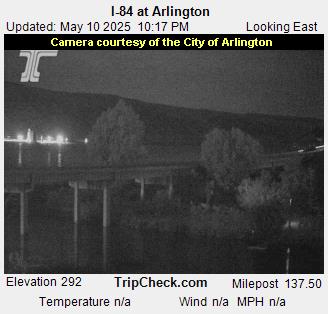 I-84 at Arlington
Updated: May 10 2025 10:17 PM Looking East
Camera courtesy of the City of Arlington
Elevation 292 TripCheck.com Milepost 137.50
Temperature n/a Wind n/a MPH n/a